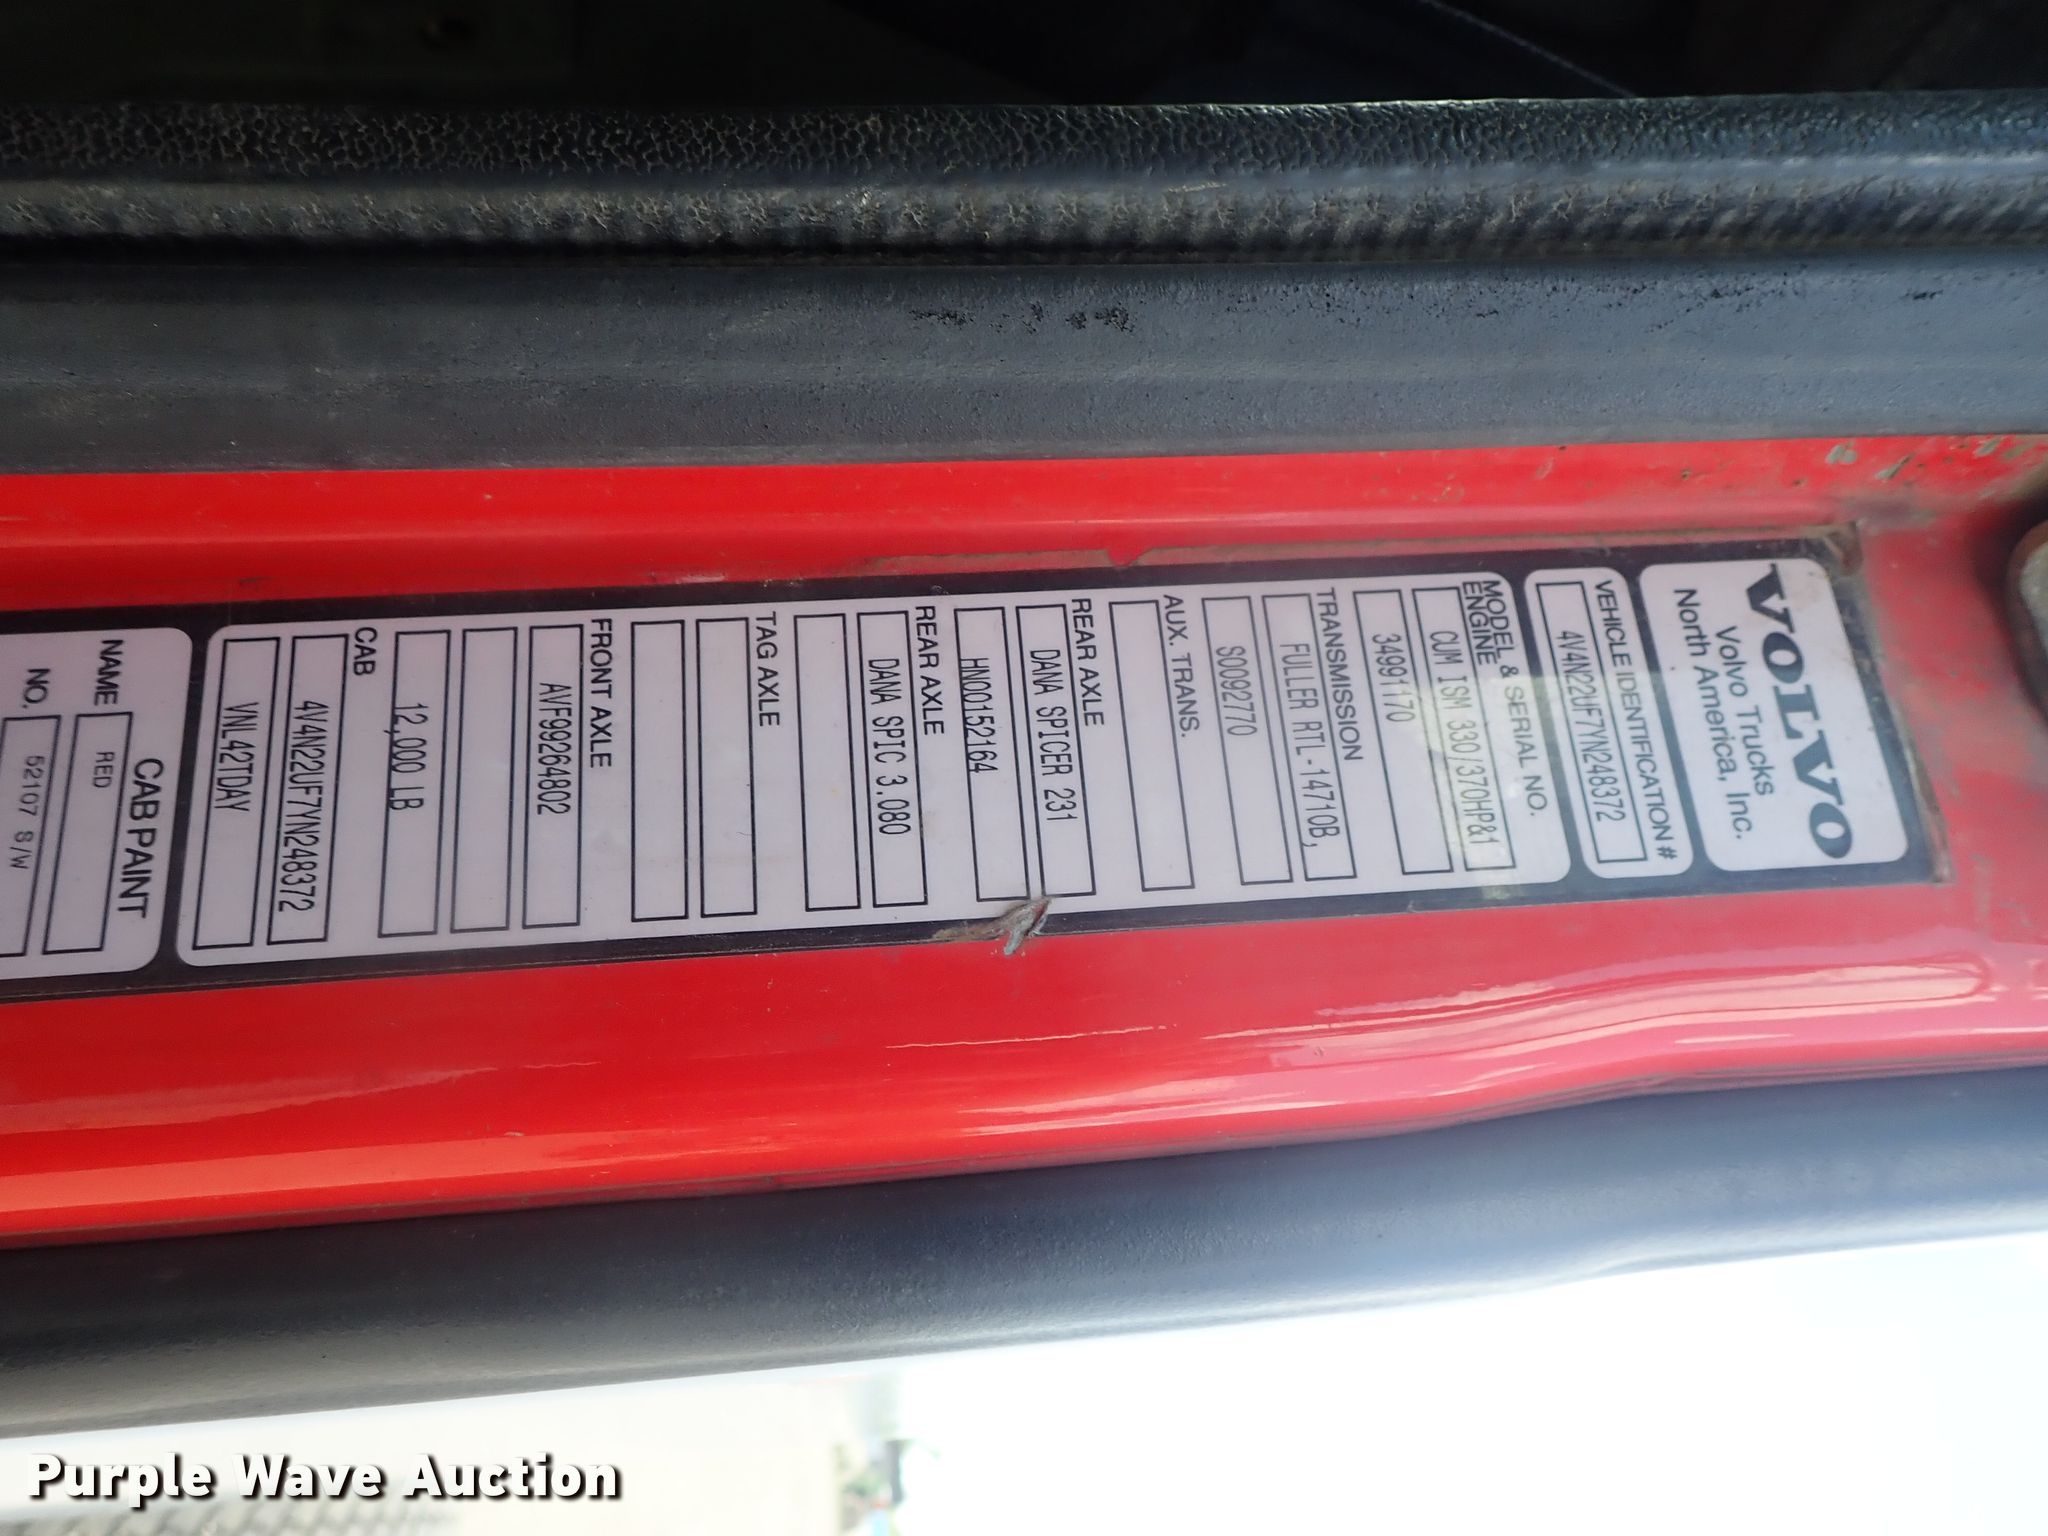 VOLVO
Volvo Trucks
North America, Inc.
VEHICLE IDENTIFICATION #
4V4N22UF7YN248372
MODEL & SERIAL NO.
ENGINE
CUM ISM 330/370HP&1
34991170
TRANSMISSION
FULLER RTL-14710B,
S0092770
AUX. TRANS.
REAR AXLE
DANA SPICER 231
HN00152164
REAR AXLE
DANA SPIC 3.080
TAG AXLE
FRONT AXLE
AVF99264802
12,000 LB
CAB
4V4N22UF7YN248372
VNL42TDAY
CAB PAINT
NAME RED
NO. 52107 S/W
Purple Wave Auction